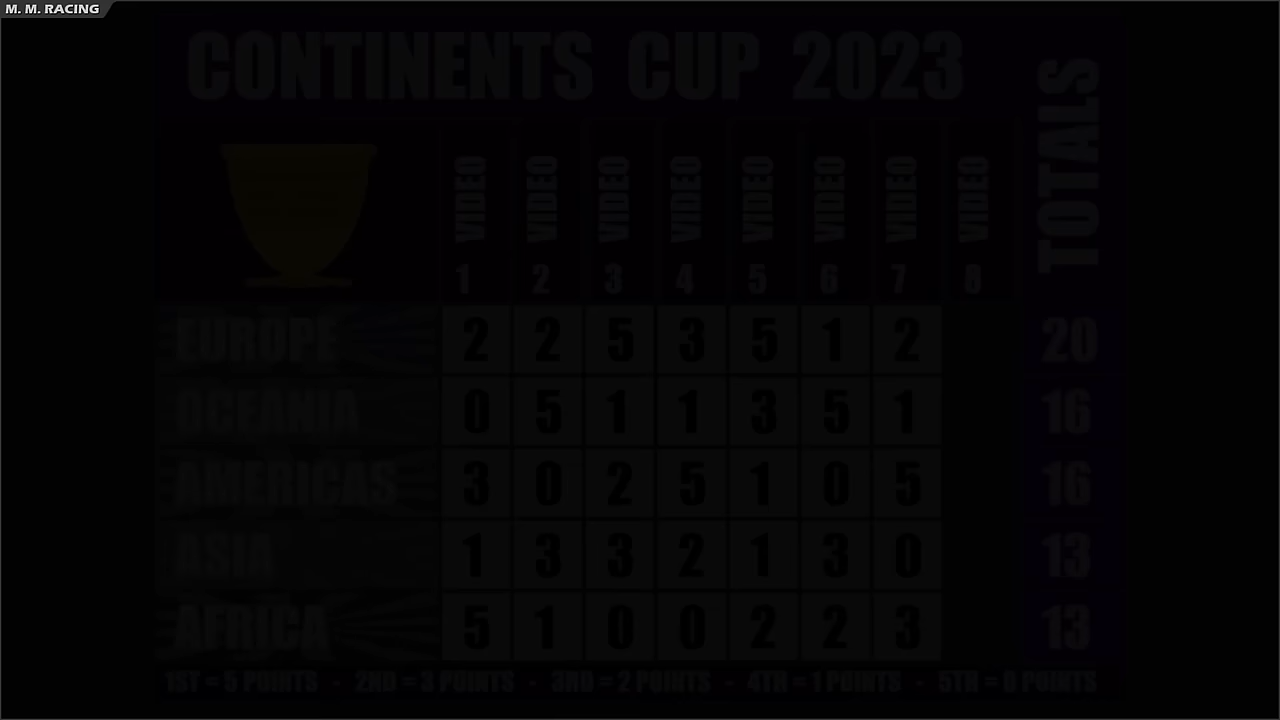 M. M. RACING
CONTINENTS CUP 2023
TOTALS
VIDEO 1 VIDEO 2 VIDEO 3 VIDEO 4 VIDEO 5 VIDEO 6 VIDEO 7 VIDEO 8
EUROPE 2 2 5 3 5 1 2 20
OCEANIA 0 5 1 1 3 5 1 16
AMERICAS 3 0 2 5 1 0 5 16
ASIA 1 3 3 2 1 3 0 13
AFRICA 5 1 0 0 2 2 3 13
1ST = 5 POINTS - 2ND = 3 POINTS - 3RD = 2 POINTS - 4TH = 1 POINTS - 5TH = 0 POINTS